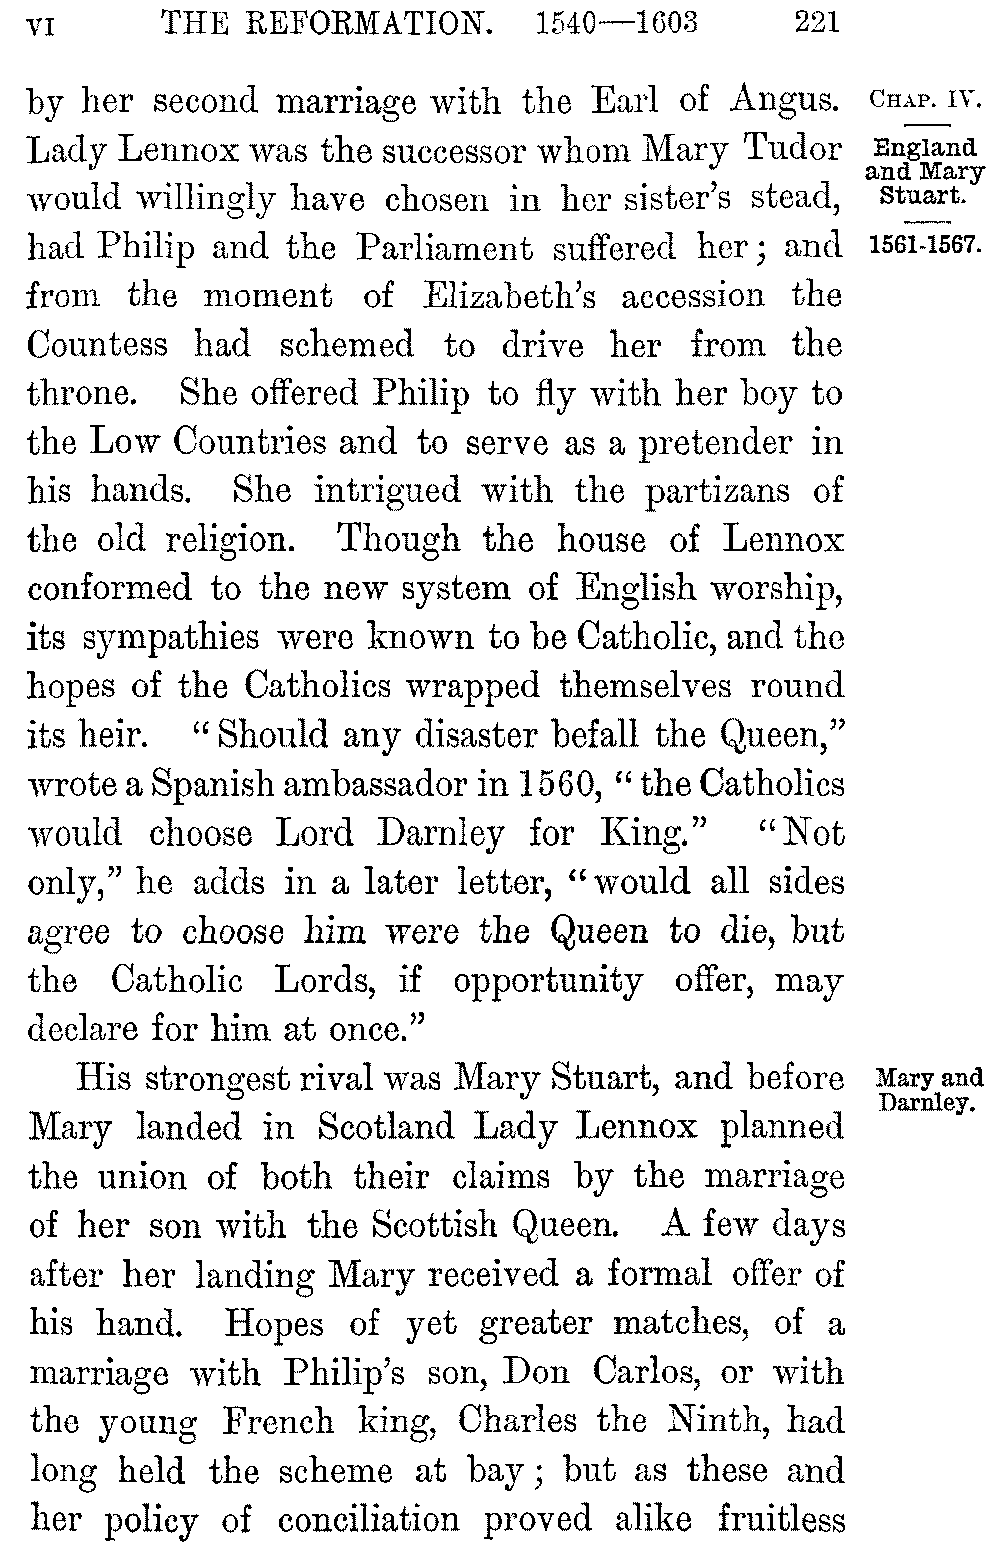 VI THE REFORMATION. 1540—1603 221
by her second marriage with the Earl of Angus.
Lady Lennox was the successor whom Mary Tudor
would willingly have chosen in her sister's stead,
had Philip and the Parliament suffered her; and
from the moment of Elizabeth's accession the
Countess had schemed to drive her from the
throne. She offered Philip to fly with her boy to
the Low Countries and to serve as a pretender in
his hands. She intrigued with the partizans of
the old religion. Though the house of Lennox
conformed to the new system of English worship,
its sympathies were known to be Catholic, and the
hopes of the Catholics wrapped themselves round
its heir. “Should any disaster befall the Queen,”
wrote a Spanish ambassador in 1560, “the Catholics
would choose Lord Darnley for King.” “Not
only,” he adds in a later letter, “would all sides
agree to choose him were the Queen to die, but
the Catholic Lords, if opportunity offer, may
declare for him at once.”
His strongest rival was Mary Stuart, and before
Mary landed in Scotland Lady Lennox planned
the union of both their claims by the marriage
of her son with the Scottish Queen. A few days
after her landing Mary received a formal offer of
his hand. Hopes of yet greater matches, of a
marriage with Philip's son, Don Carlos, or with
the young French king, Charles the Ninth, had
long held the scheme at bay; but as these and
her policy of conciliation proved alike fruitless
CHAP. IV.
England
and Mary
Stuart.
1561-1567.
Mary and
Darnley.